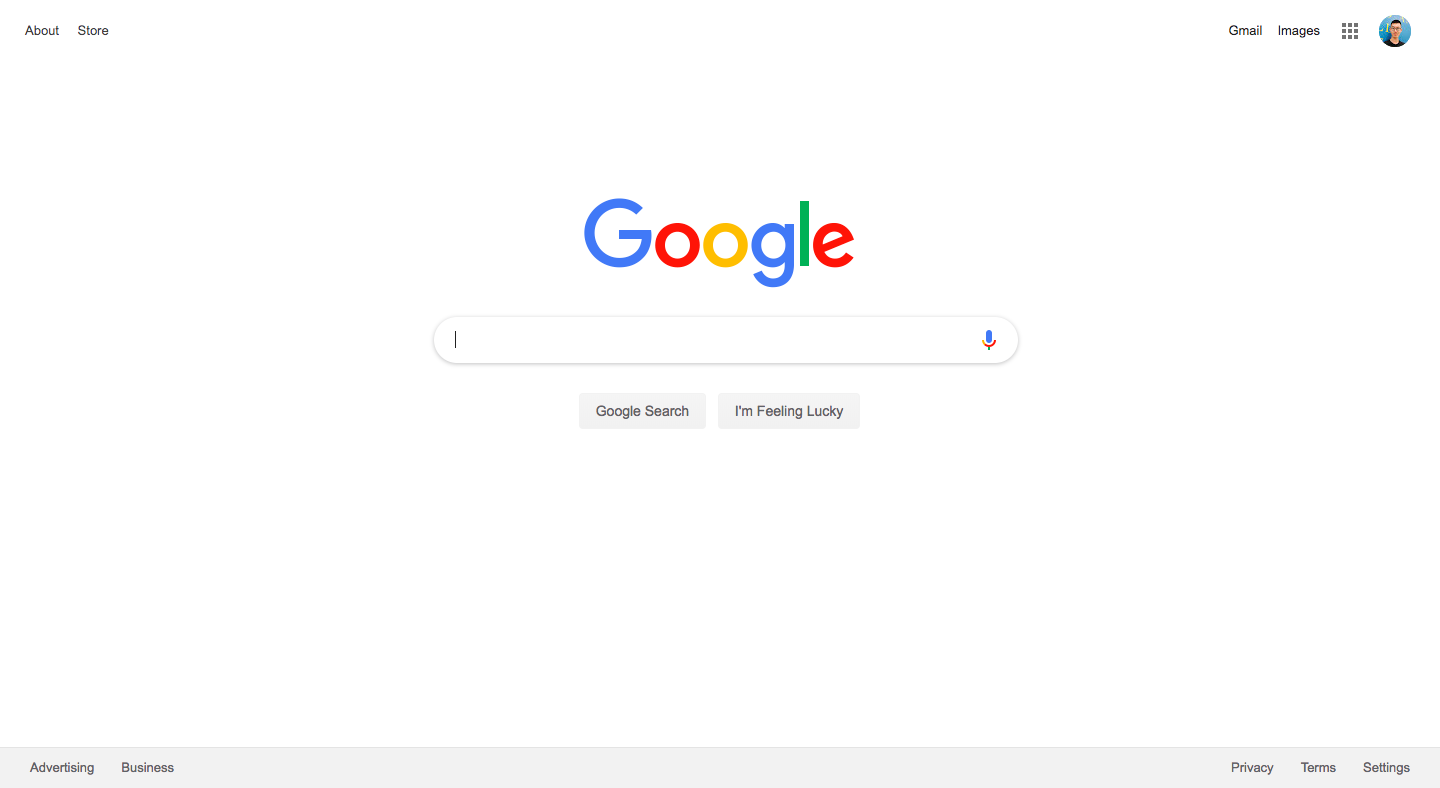 About Store Gmail Images
Google
Google Search I'm Feeling Lucky
Advertising Business Privacy Terms Settings